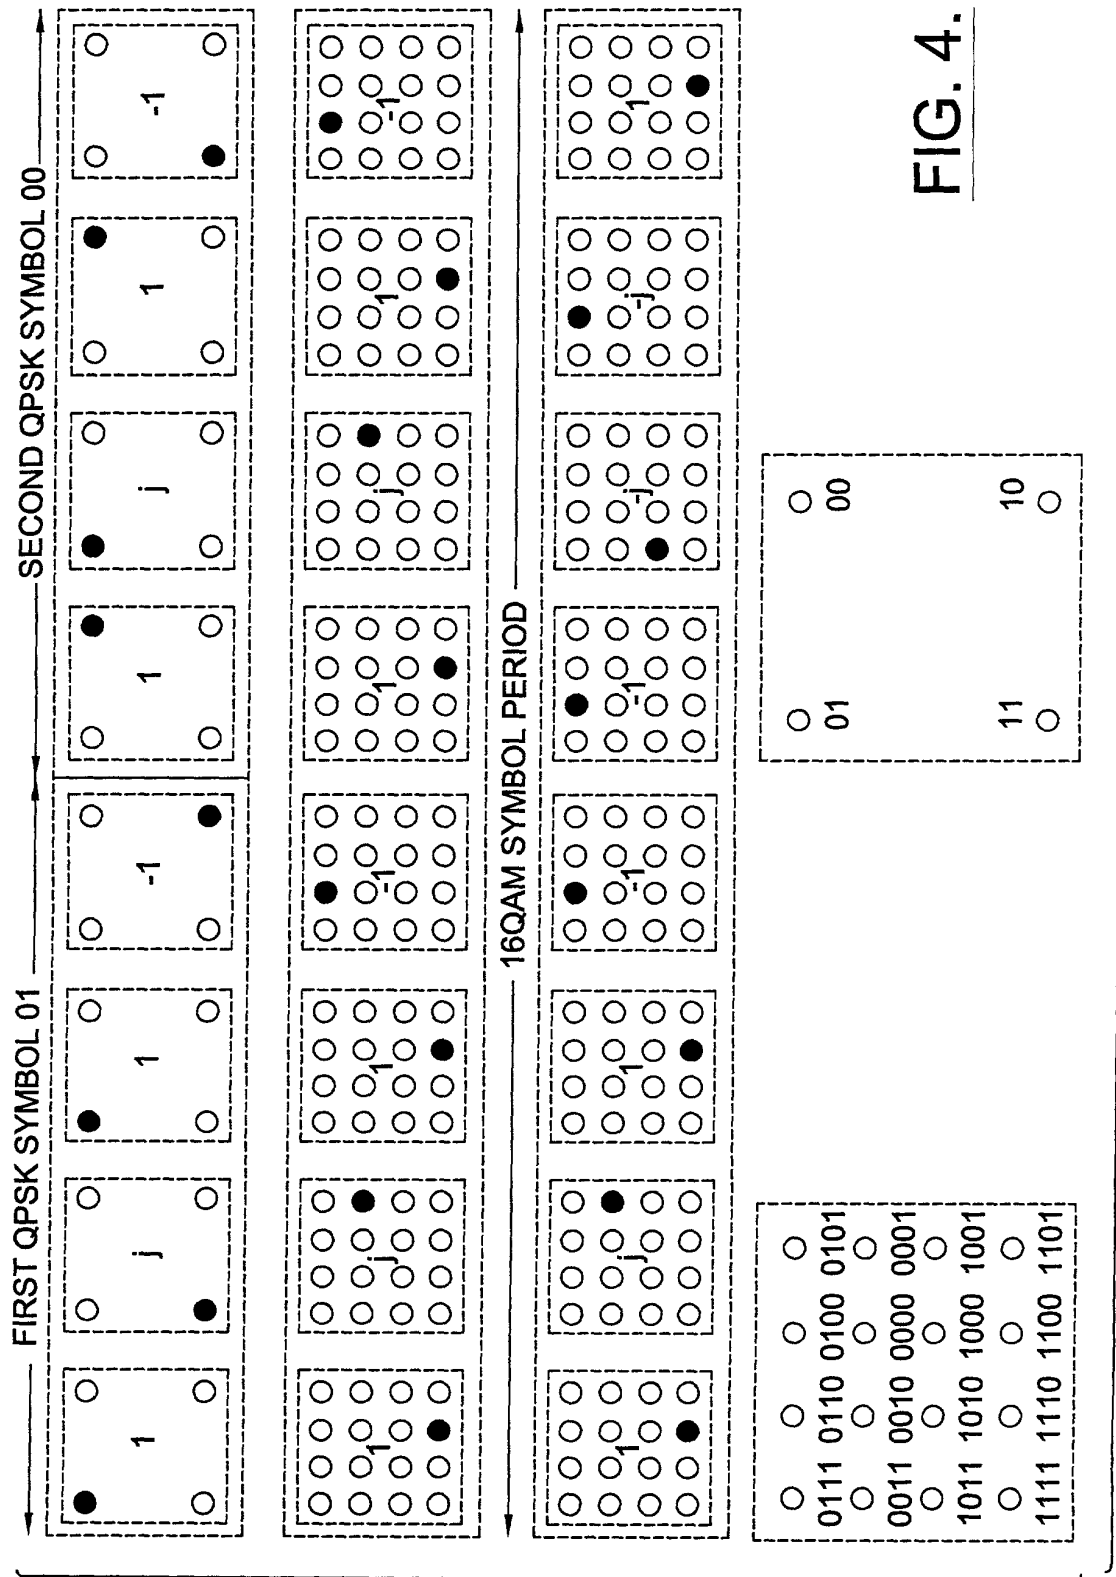 FIRST QPSK SYMBOL 01 SECOND QPSK SYMBOL 00
1 j 1 -1 1 j 1 -1
1 j 1 -1 1 j 1 -1
16QAM SYMBOL PERIOD
1 j 1 -1 -1 -j -j 1
0111 0110 0100 0101
0011 0010 0000 0001
1011 1010 1000 1001
1111 1110 1100 1101
01 00
11 10
FIG. 4.